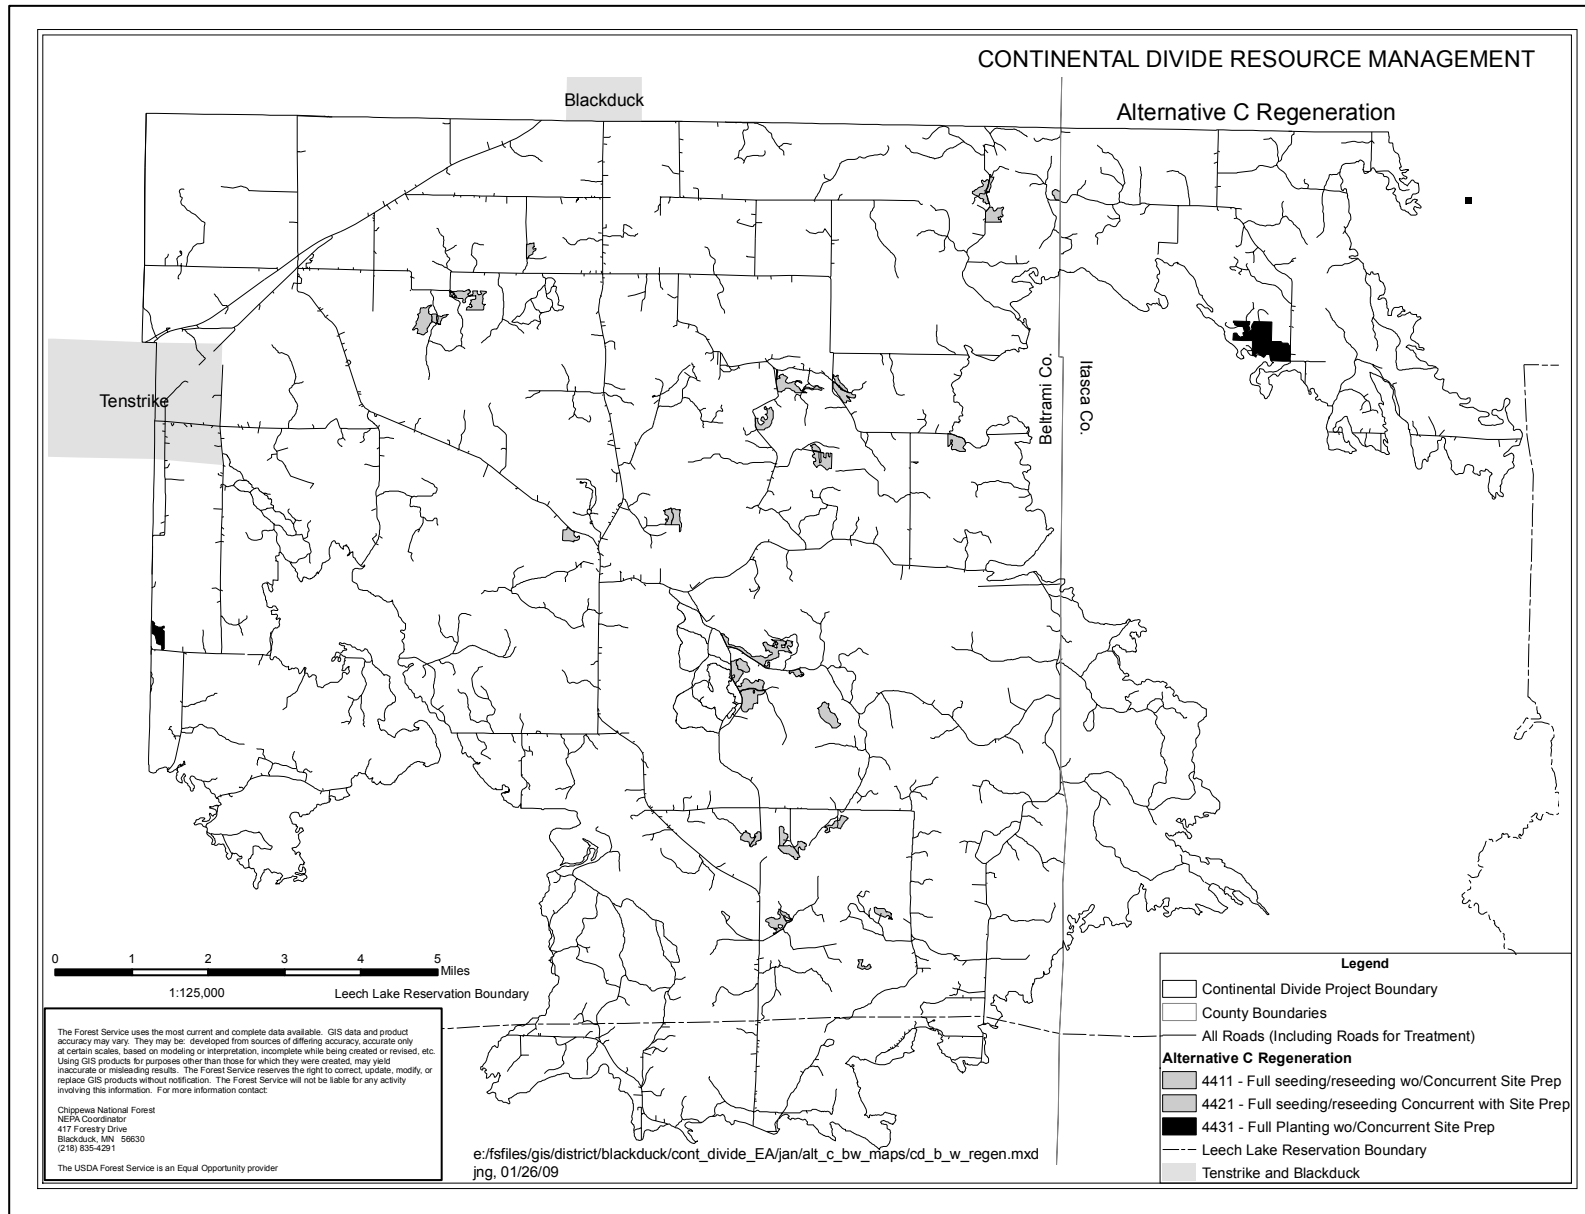 CONTINENTAL DIVIDE RESOURCE MANAGEMENT
Alternative C Regeneration
Blackduck
Tenstrike
Beltrami Co.
Itasca Co.
0 1 2 3 4 5
Miles
1:125,000
Leech Lake Reservation Boundary
The Forest Service uses the most current and complete data available. GIS data and product
accuracy may vary. They may be: developed from sources of differing accuracy, accurate only
at certain scales, based on modeling or interpretation, incomplete while being created or revised, etc.
Using GIS products for purposes other than those for which they were created, may yield
inaccurate or misleading results. The Forest Service reserves the right to correct, update, modify, or
replace GIS products without notification. The Forest Service will not be liable for any activity
involving this information. For more information contact:
Chippewa National Forest
NEPA Coordinator
417 Forestry Drive
Blackduck, MN 56630
(218) 835-4291
The USDA Forest Service is an Equal Opportunity provider
e:/fsfiles/gis/district/blackduck/cont_divide_EA/jan/alt_c_bw_maps/cd_b_w_regen.mxd
jng, 01/26/09
Legend
Continental Divide Project Boundary
County Boundaries
All Roads (Including Roads for Treatment)
Alternative C Regeneration
4411 - Full seeding/reseeding wo/Concurrent Site Prep
4421 - Full seeding/reseeding Concurrent with Site Prep
4431 - Full Planting wo/Concurrent Site Prep
Leech Lake Reservation Boundary
Tenstrike and Blackduck